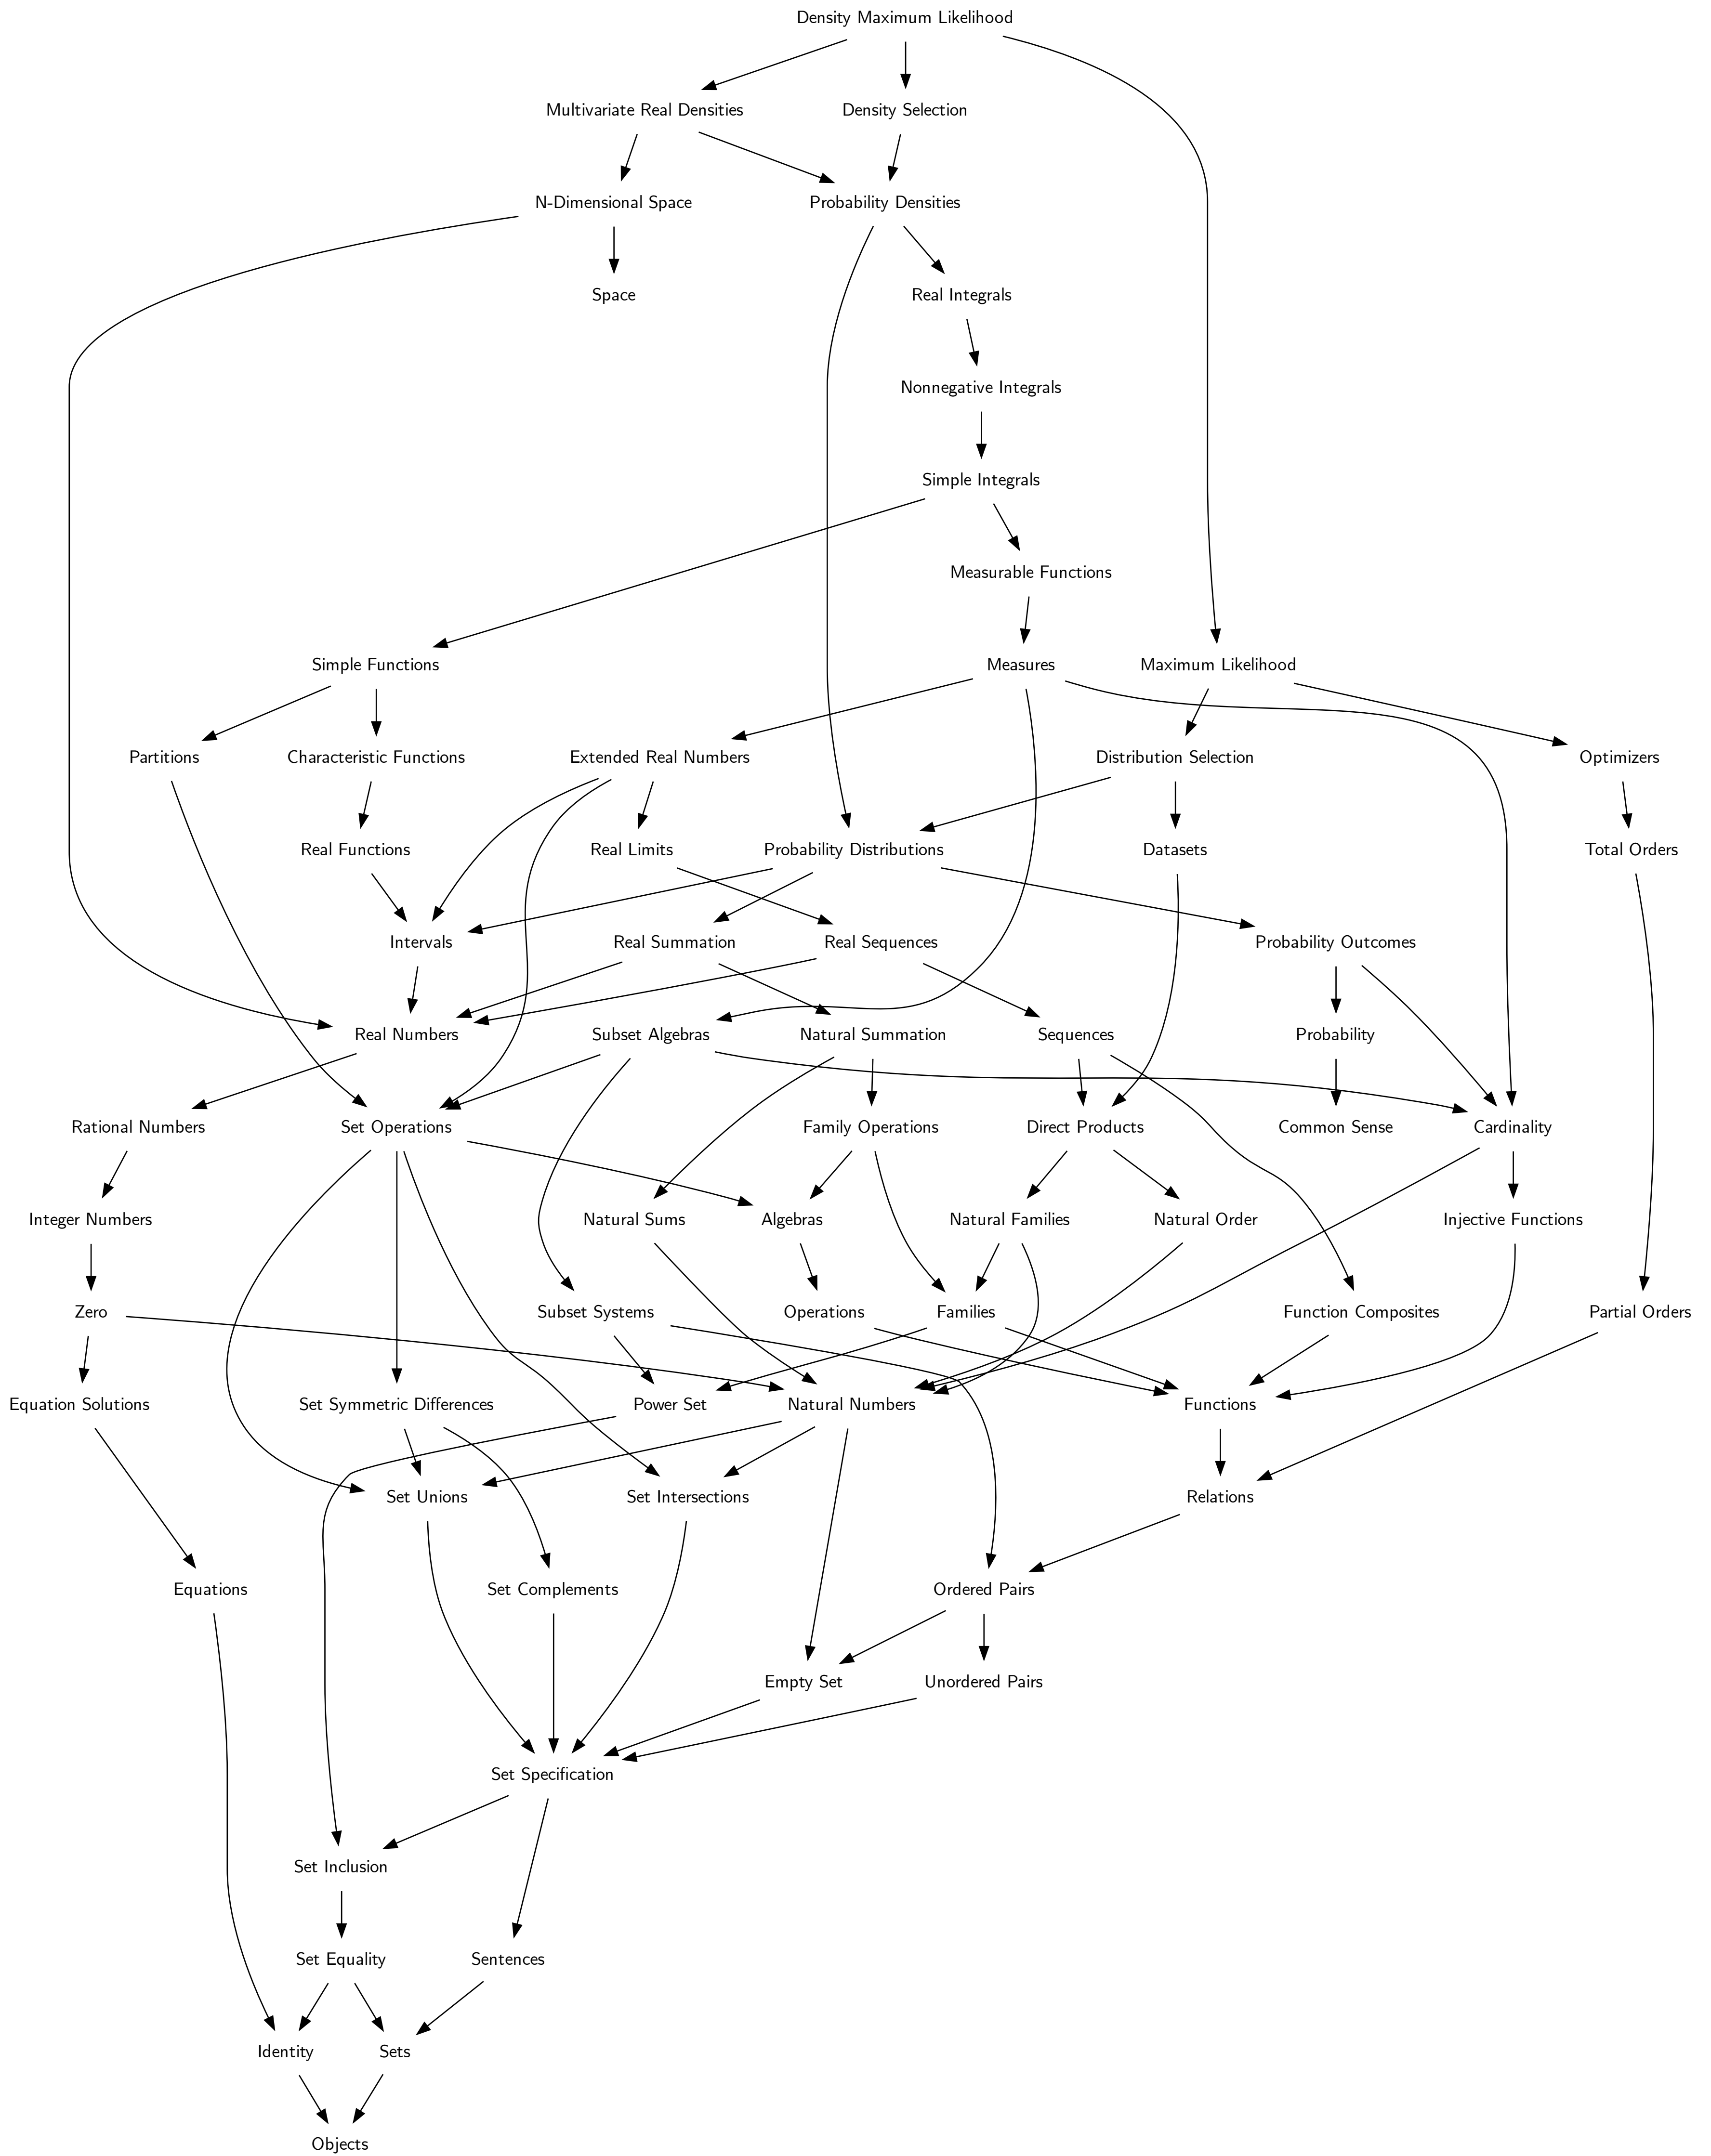 Density Maximum Likelihood
Multivariate Real Densities
Density Selection
N-Dimensional Space
Probability Densities
Space
Real Integrals
Nonnegative Integrals
Simple Integrals
Measurable Functions
Simple Functions
Measures
Maximum Likelihood
Partitions
Characteristic Functions
Extended Real Numbers
Distribution Selection
Optimizers
Real Functions
Real Limits
Probability Distributions
Datasets
Total Orders
Intervals
Real Summation
Real Sequences
Probability Outcomes
Real Numbers
Subset Algebras
Natural Summation
Sequences
Probability
Rational Numbers
Set Operations
Family Operations
Direct Products
Common Sense
Cardinality
Integer Numbers
Natural Sums
Algebras
Natural Families
Natural Order
Injective Functions
Zero
Subset Systems
Operations
Families
Function Composites
Partial Orders
Equation Solutions
Set Symmetric Differences
Power Set
Natural Numbers
Functions
Set Unions
Set Intersections
Relations
Equations
Set Complements
Ordered Pairs
Empty Set
Unordered Pairs
Set Specification
Set Inclusion
Set Equality
Sentences
Identity
Sets
Objects